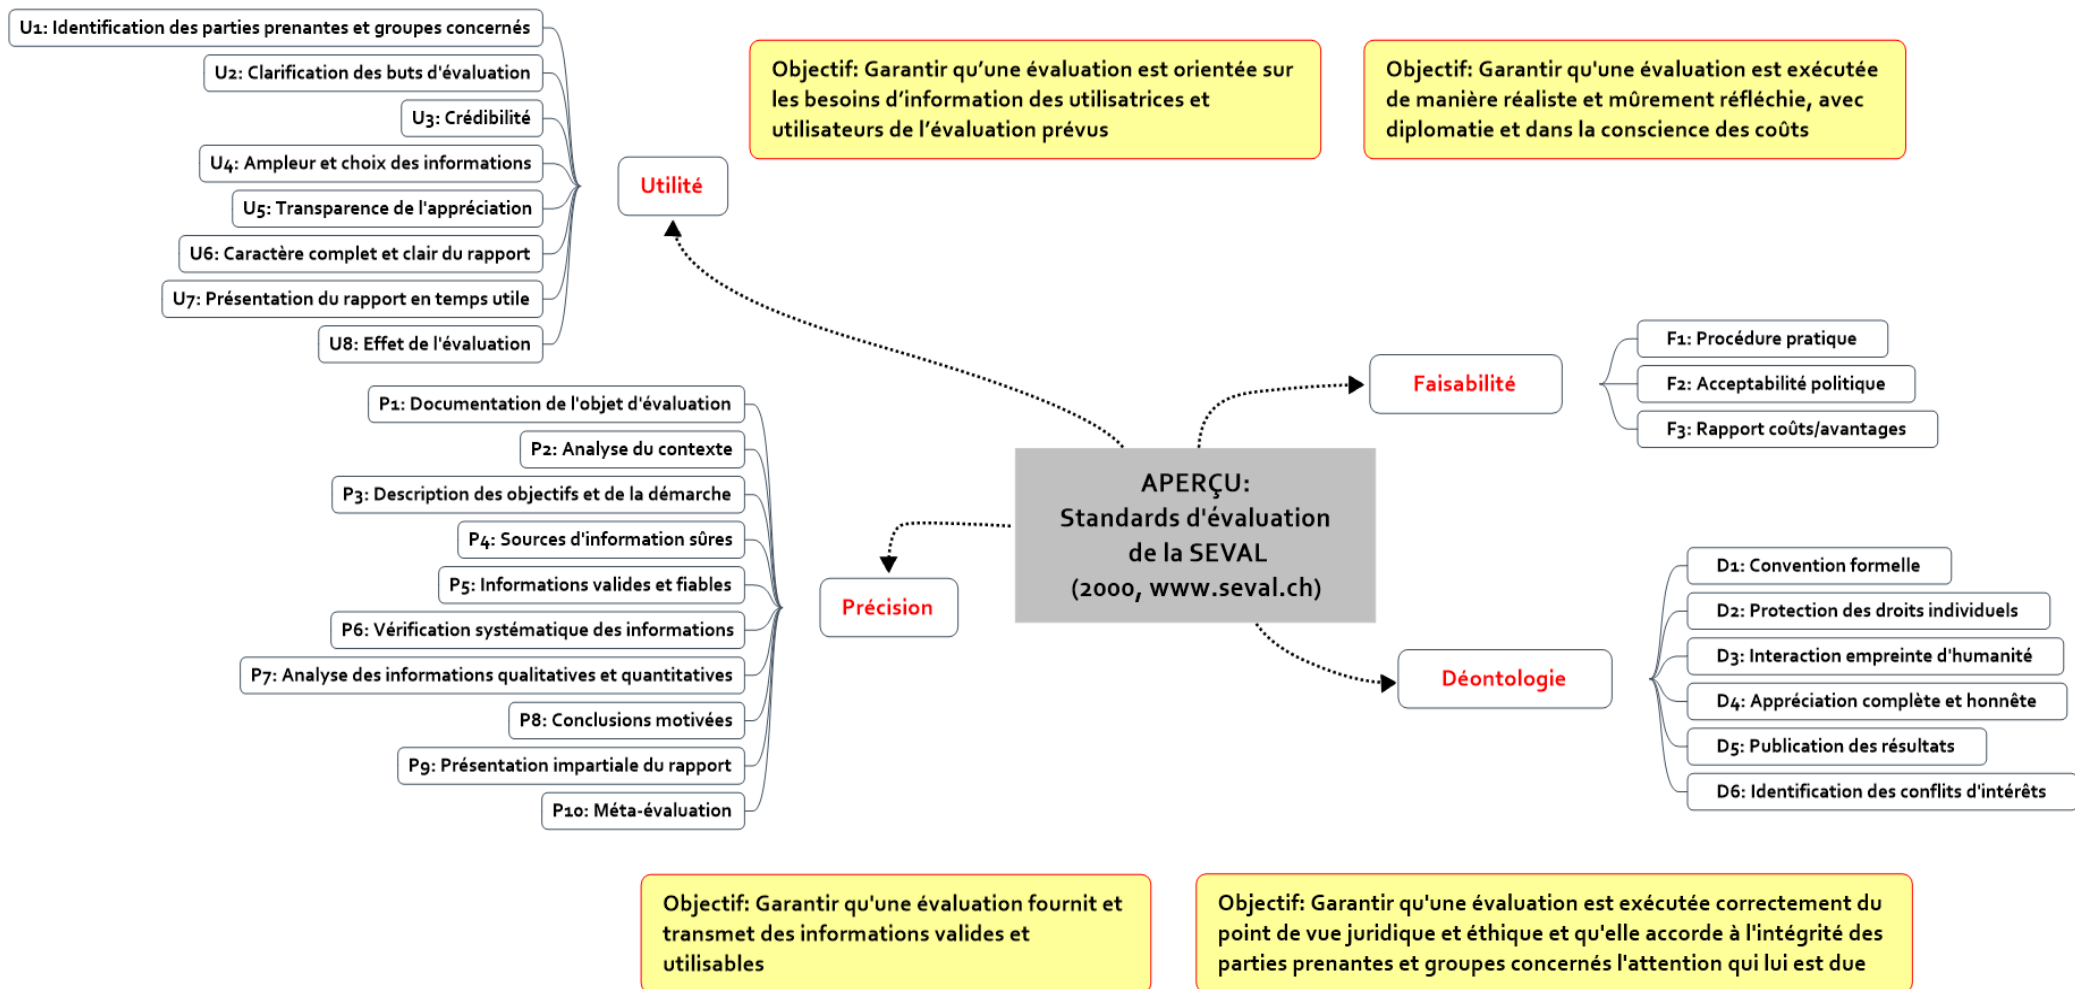 U1: Identification des parties prenantes et groupes concernés
U2: Clarification des buts d'évaluation
U3: Crédibilité
U4: Ampleur et choix des informations
U5: Transparence de l'appréciation
U6: Caractère complet et clair du rapport
U7: Présentation du rapport en temps utile
U8: Effet de l'évaluation
Utilité
Objectif: Garantir qu’une évaluation est orientée sur
les besoins d’information des utilisatrices et
utilisateurs de l’évaluation prévus
Objectif: Garantir qu'une évaluation est exécutée
de manière réaliste et mûrement réfléchie, avec
diplomatie et dans la conscience des coûts
Faisabilité
F1: Procédure pratique
F2: Acceptabilité politique
F3: Rapport coûts/avantages
APERÇU:
Standards d'évaluation
de la SEVAL
(2000, www.seval.ch)
P1: Documentation de l'objet d'évaluation
P2: Analyse du contexte
P3: Description des objectifs et de la démarche
P4: Sources d'information sûres
P5: Informations valides et fiables
P6: Vérification systématique des informations
P7: Analyse des informations qualitatives et quantitatives
P8: Conclusions motivées
P9: Présentation impartiale du rapport
P10: Méta-évaluation
Précision
Déontologie
D1: Convention formelle
D2: Protection des droits individuels
D3: Interaction empreinte d'humanité
D4: Appréciation complète et honnête
D5: Publication des résultats
D6: Identification des conflits d'intérêts
Objectif: Garantir qu'une évaluation fournit et
transmet des informations valides et
utilisables
Objectif: Garantir qu'une évaluation est exécutée correctement du
point de vue juridique et éthique et qu'elle accorde à l'intégrité des
parties prenantes et groupes concernés l'attention qui lui est due